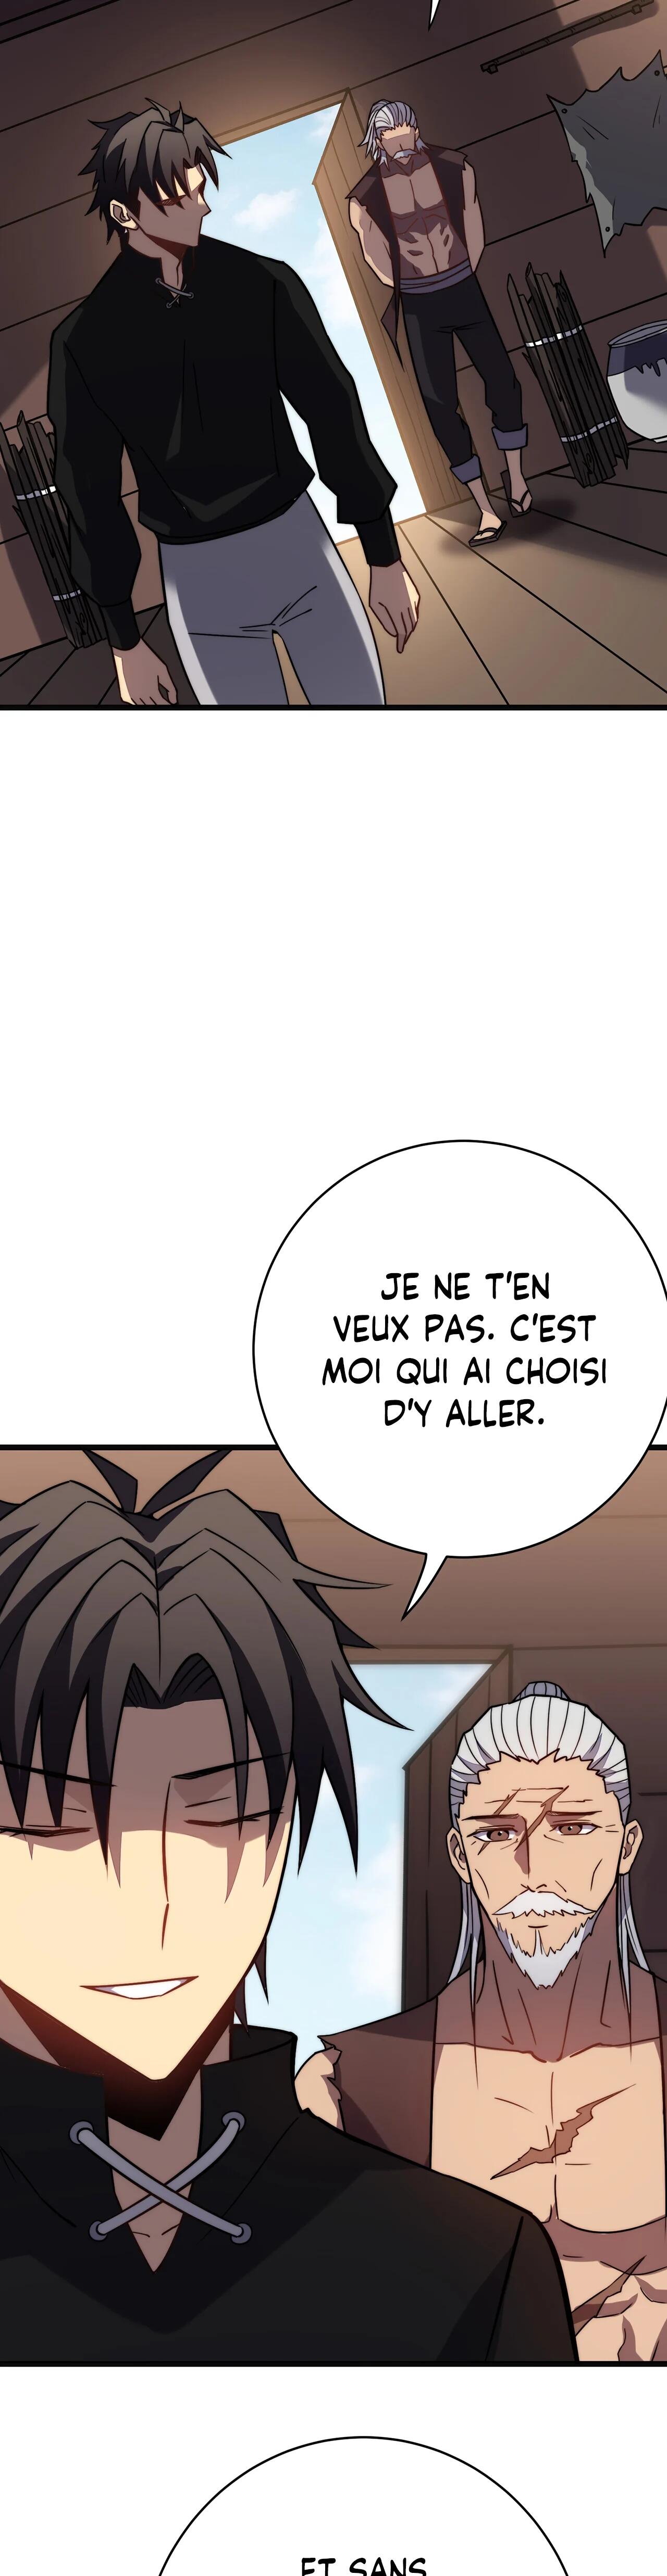 JE NE T'EN
VEUX PAS. C'EST
MOI QUI AI CHOISI
D'Y ALLER.
ET SANS